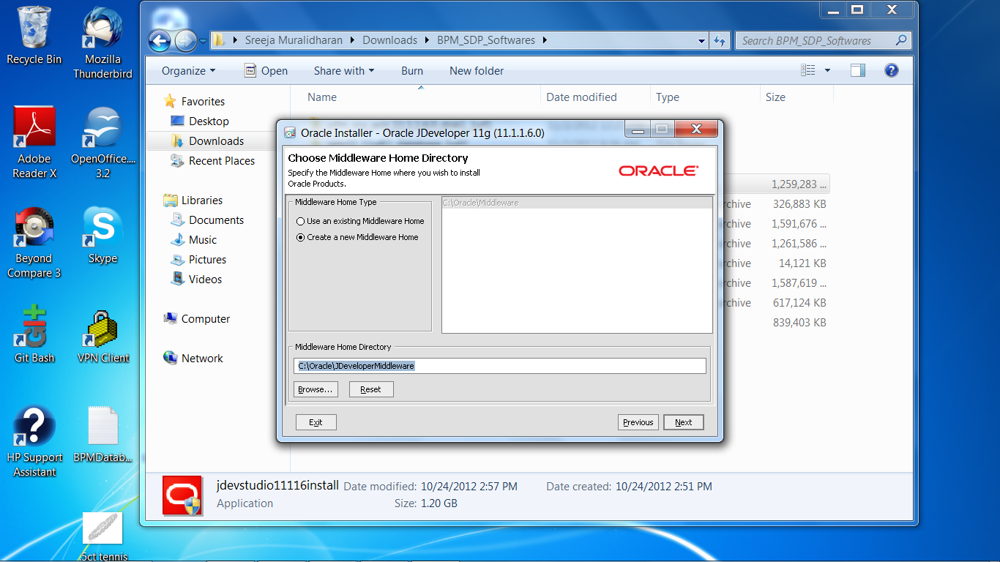 Recycle Bin
Mozilla
Thunderbird
Adobe
Reader X
OpenOffice....
3.2
Beyond
Compare 3
Skype
Git Bash
VPN Client
HP Support
Assistant
BPMDatab...
.5ct tennis
Sreeja Muralidharan
Downloads
BPM_SDP_Softwares
Search BPM_SDP_Softwares
Organize
Open
Share with
Burn
New folder
Favorites
Desktop
Downloads
Recent Places
Libraries
Documents
Music
Pictures
Videos
Computer
Network
Name
Date modified
Type
Size
1,259,283 ...
rchive 326,883 KB
rchive 1,591,676 ...
rchive 1,261,586 ...
rchive 14,121 KB
rchive 1,587,619 ...
rchive 617,124 KB
839,403 KB
Oracle Installer - Oracle JDeveloper 11g (11.1.1.6.0)
Choose Middleware Home Directory
Specify the Middleware Home where you wish to install
Oracle Products.
ORACLE
Middleware Home Type
Use an existing Middleware Home
Create a new Middleware Home
C:\Oracle\Middleware
Middleware Home Directory
C:\Oracle\JDeveloperMiddleware
Browse...
Reset
Exit
Previous
Next
jdevstudio11116install Date modified: 10/24/2012 2:57 PM Date created: 10/24/2012 2:51 PM
Application Size: 1.20 GB